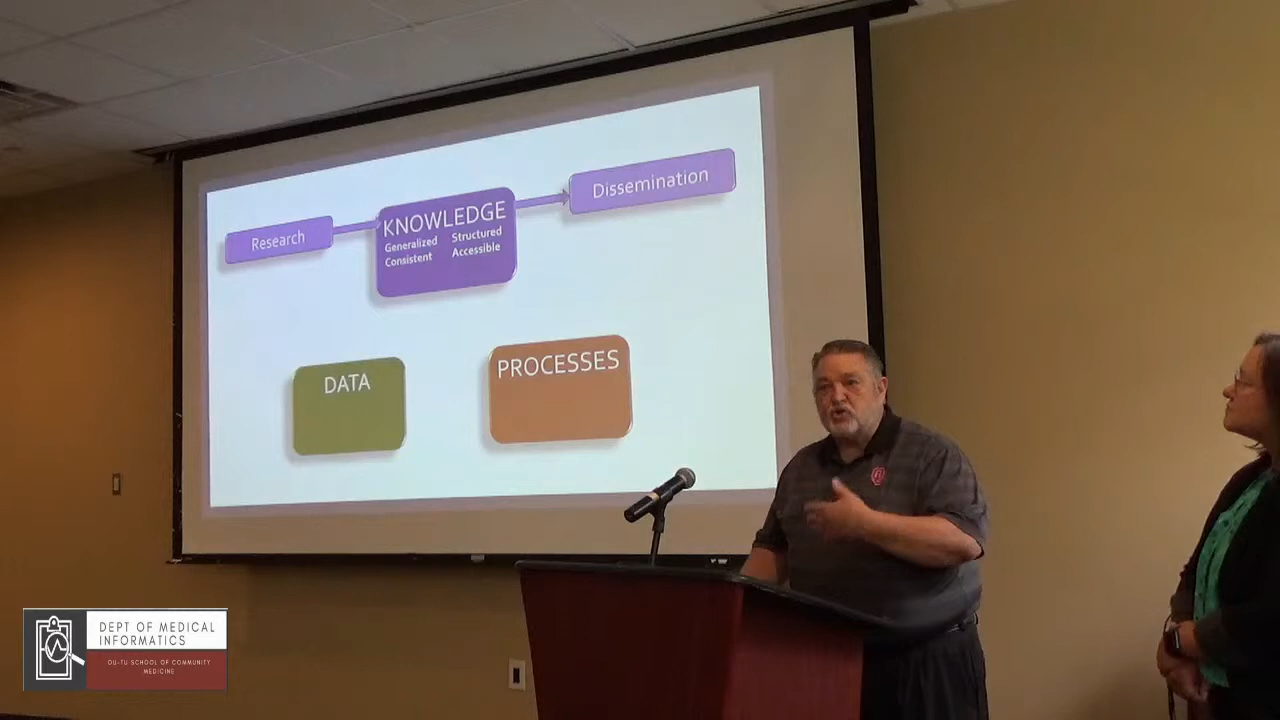 Research
KNOWLEDGE
Generalized Structured
Consistent Accessible
Dissemination
DATA
PROCESSES
DEPT OF MEDICAL
INFORMATICS
OU-TU SCHOOL OF COMMUNITY
MEDICINE